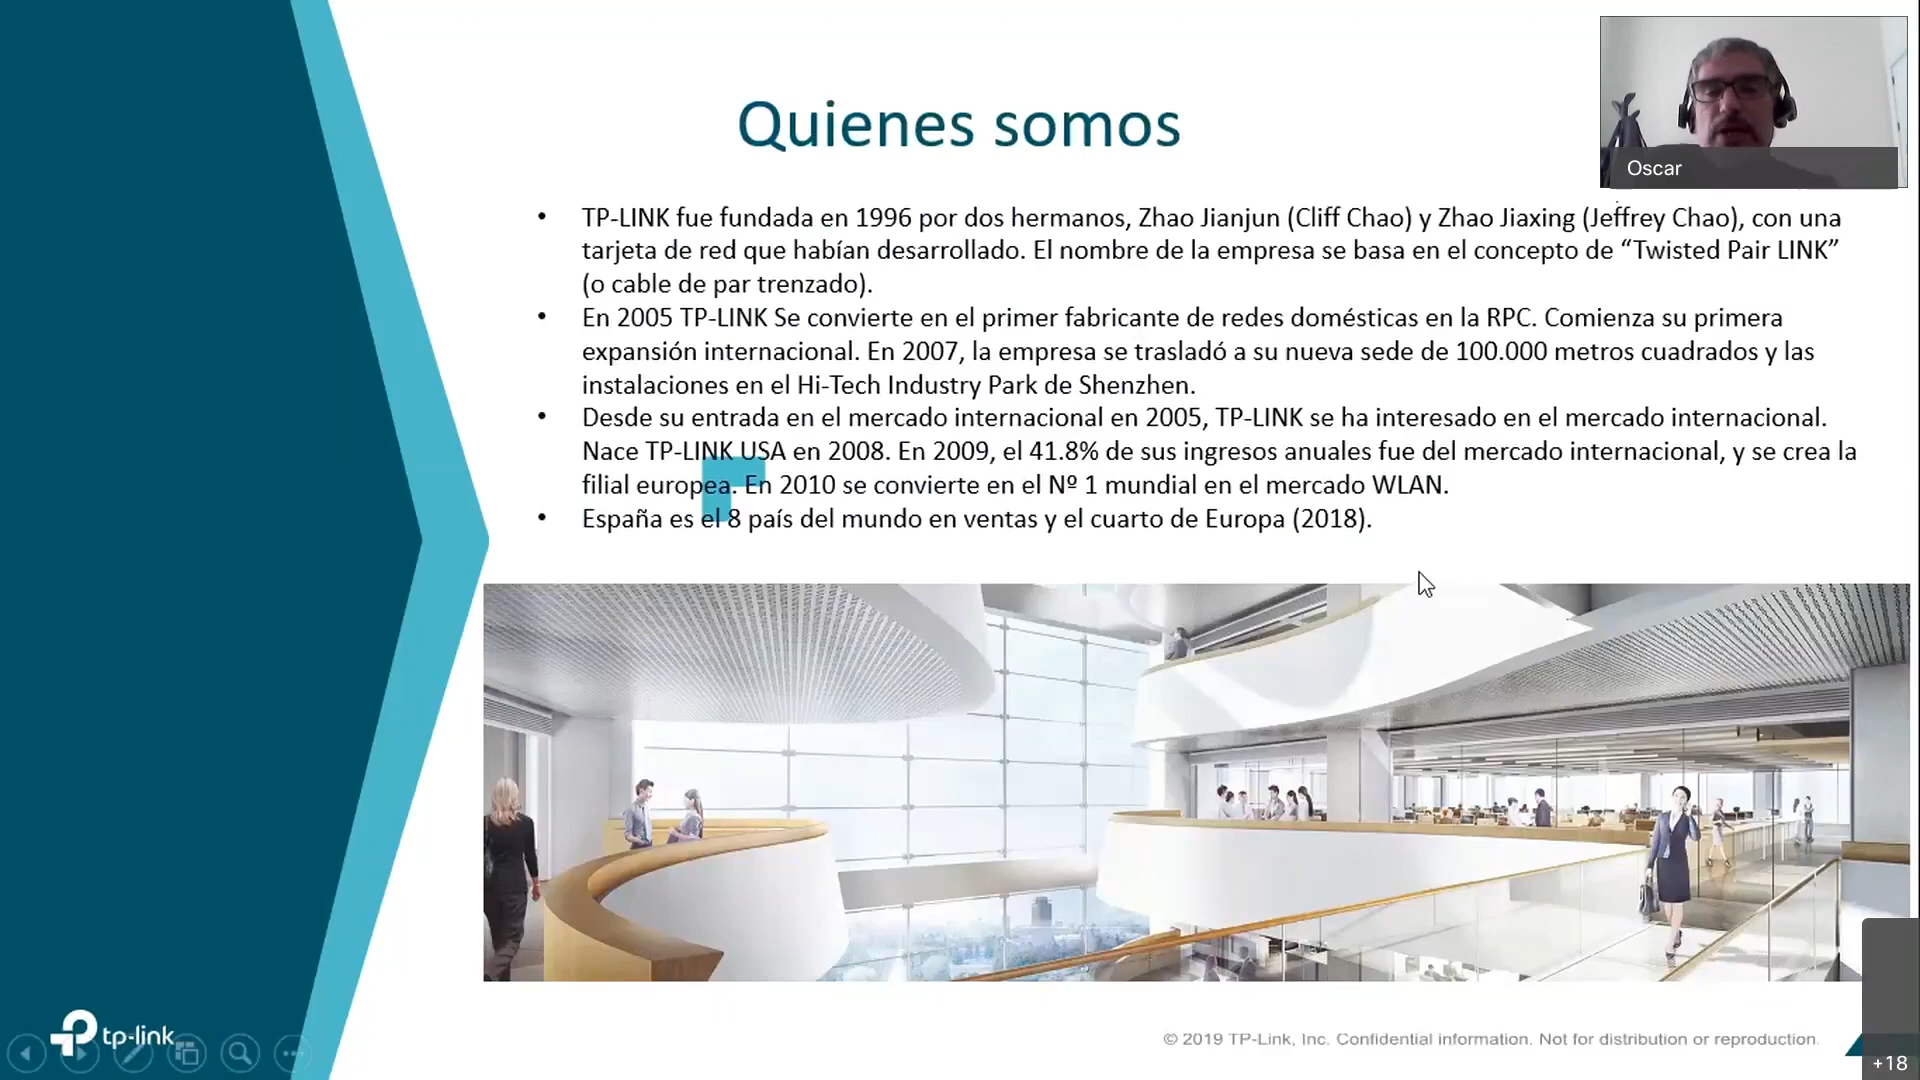 Quienes somos
Oscar
• TP-LINK fue fundada en 1996 por dos hermanos, Zhao Jianjun (Cliff Chao) y Zhao Jiaxing (Jeffrey Chao), con una
tarjeta de red que habían desarrollado. El nombre de la empresa se basa en el concepto de “Twisted Pair LINK”
(o cable de par trenzado).
• En 2005 TP-LINK Se convierte en el primer fabricante de redes domésticas en la RPC. Comienza su primera
expansión internacional. En 2007, la empresa se trasladó a su nueva sede de 100.000 metros cuadrados y las
instalaciones en el Hi-Tech Industry Park de Shenzhen.
• Desde su entrada en el mercado internacional en 2005, TP-LINK se ha interesado en el mercado internacional.
Nace TP-LINK USA en 2008. En 2009, el 41.8% de sus ingresos anuales fue del mercado internacional, y se crea la
filial europea. En 2010 se convierte en el Nº 1 mundial en el mercado WLAN.
• España es el 8 país del mundo en ventas y el cuarto de Europa (2018).
tp-link
© 2019 TP-Link, Inc. Confidential information. Not for distribution or reproduction.
+18